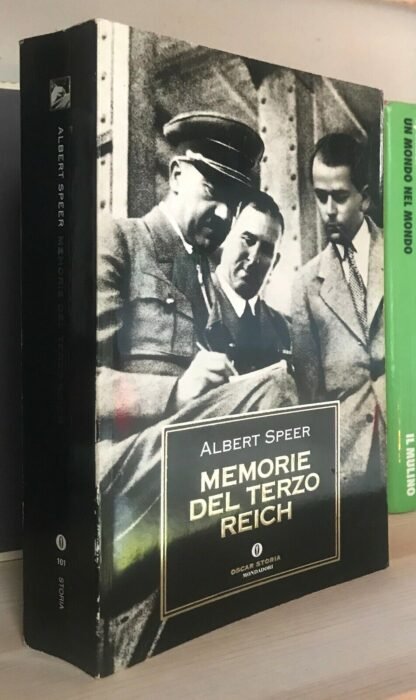 ALBERT SPEER
MEMORIE
DEL TERZO
REICH
OSCAR STORIA
MONDADORI
ALBERT SPEER MEMORIE DEL TERZO REICH
101
STORIA
UN MONDO NEL MONDO
IL MULINO